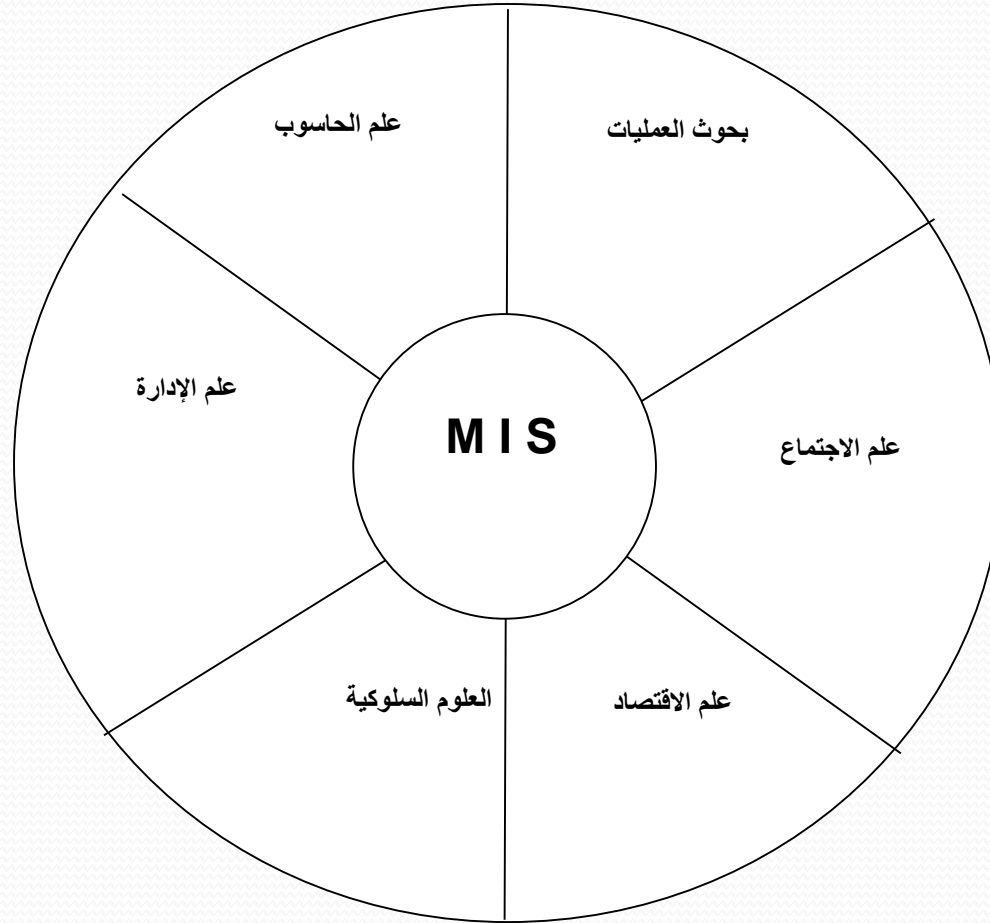 علم الحاسوب
بحوث العمليات
علم الإدارة
M I S
علم الاجتماع
العلوم السلوكية
علم الاقتصاد